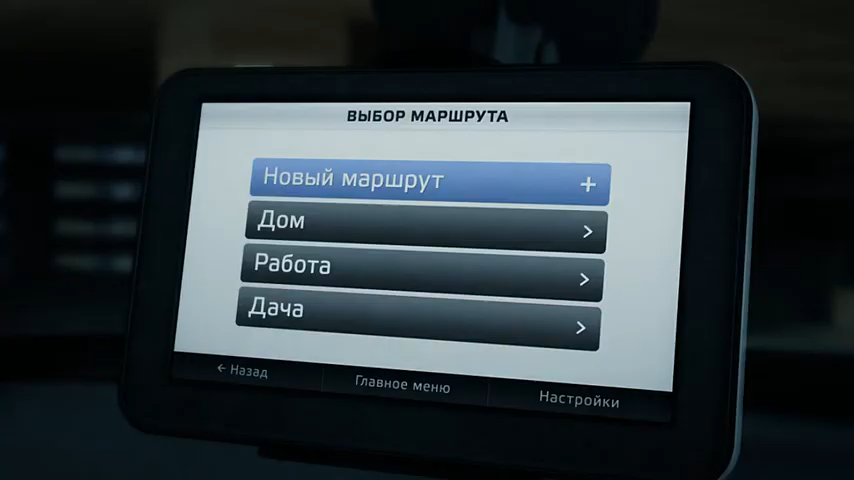 ВЫБОР МАРШРУТА
Новый маршрут +
Дом >
Работа >
Дача >
← Назад Главное меню Настройки